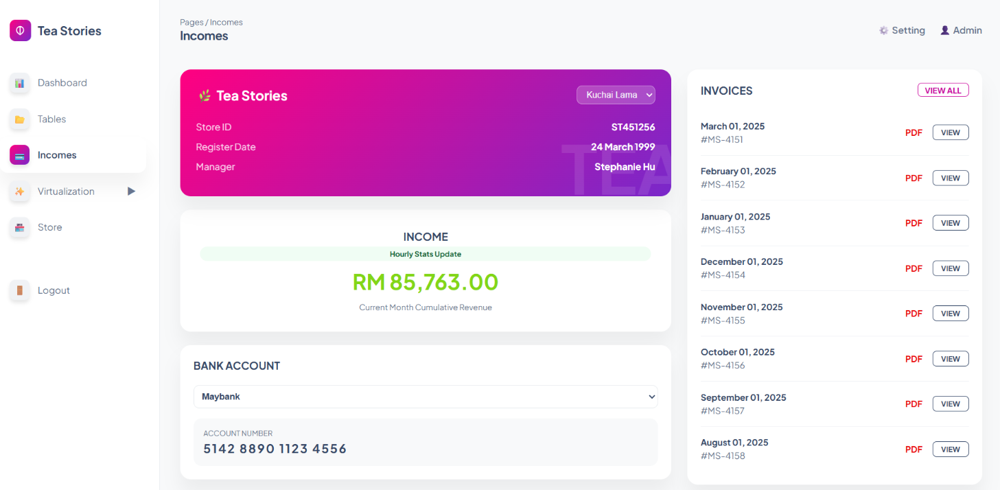 Tea Stories
Dashboard
Tables
Incomes
Virtualization
Store
Logout
Pages / Incomes
Incomes
Setting
Admin
Tea Stories
Kuchai Lama
Store ID ST451256
Register Date 24 March 1999
Manager Stephanie Hu
TEA
INCOME
Hourly Stats Update
RM 85,763.00
Current Month Cumulative Revenue
BANK ACCOUNT
Maybank
ACCOUNT NUMBER
5142 8890 1123 4556
INVOICES
VIEW ALL
March 01, 2025
#MS-4151
PDF VIEW
February 01, 2025
#MS-4152
PDF VIEW
January 01, 2025
#MS-4153
PDF VIEW
December 01, 2025
#MS-4154
PDF VIEW
November 01, 2025
#MS-4155
PDF VIEW
October 01, 2025
#MS-4156
PDF VIEW
September 01, 2025
#MS-4157
PDF VIEW
August 01, 2025
#MS-4158
PDF VIEW